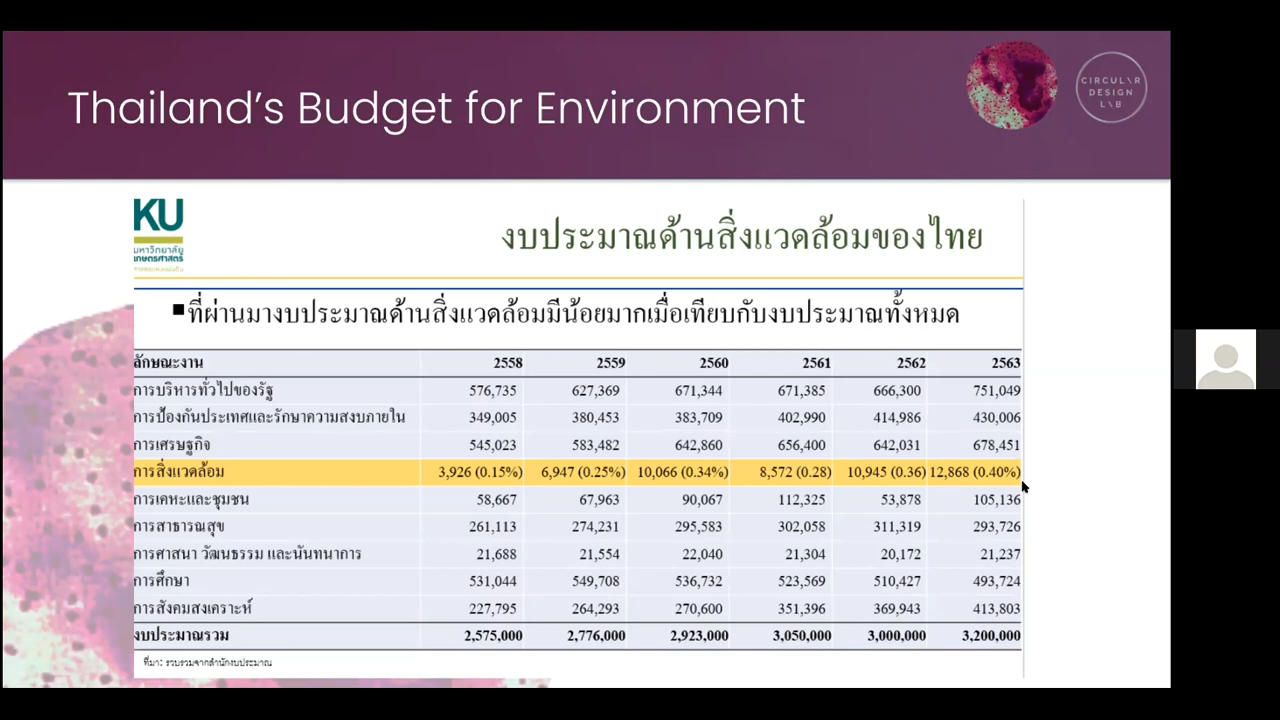 Thailand's Budget for Environment
CIRCUL\R
DESIGN
L\B
KU
มหาวิทยาลัย
เกษตรศาสตร์
งบประมาณด้านสิ่งแวดล้อมของไทย
■ที่ผ่านมางบประมาณด้านสิ่งแวดล้อมมีน้อยมากเมื่อเทียบกับงบประมาณทั้งหมด
ลักษณะงาน 2558 2559 2560 2561 2562 2563
การบริหารทั่วไปของรัฐ 576,735 627,369 671,344 671,385 666,300 751,049
การป้องกันประเทศและรักษาความสงบภายใน 349,005 380,453 383,709 402,990 414,986 430,006
การเศรษฐกิจ 545,023 583,482 642,860 656,400 642,031 678,451
การสิ่งแวดล้อม 3,926 (0.15%) 6,947 (0.25%) 10,066 (0.34%) 8,572 (0.28) 10,945 (0.36) 12,868 (0.40%)
การเคหะและชุมชน 58,667 67,963 90,067 112,325 53,878 105,136
การสาธารณสุข 261,113 274,231 295,583 302,058 311,319 293,726
การศาสนา วัฒนธรรม และนันทนาการ 21,688 21,554 22,040 21,304 20,172 21,237
การศึกษา 531,044 549,708 536,732 523,569 510,427 493,724
การสังคมสงเคราะห์ 227,795 264,293 270,600 351,396 369,943 413,803
งบประมาณรวม 2,575,000 2,776,000 2,923,000 3,050,000 3,000,000 3,200,000
ที่มา: รวบรวมจากสำนักงบประมาณ